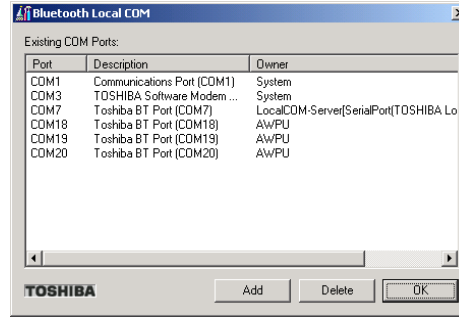 Bluetooth Local COM
Existing COM Ports:
Port Description Owner
COM1 Communications Port (COM1) System
COM3 TOSHIBA Software Modem ... System
COM7 Toshiba BT Port (COM7) LocalCOM-Server[SerialPort(TOSHIBA Lo
COM18 Toshiba BT Port (COM18) AWPU
COM19 Toshiba BT Port (COM19) AWPU
COM20 Toshiba BT Port (COM20) AWPU
TOSHIBA Add Delete OK